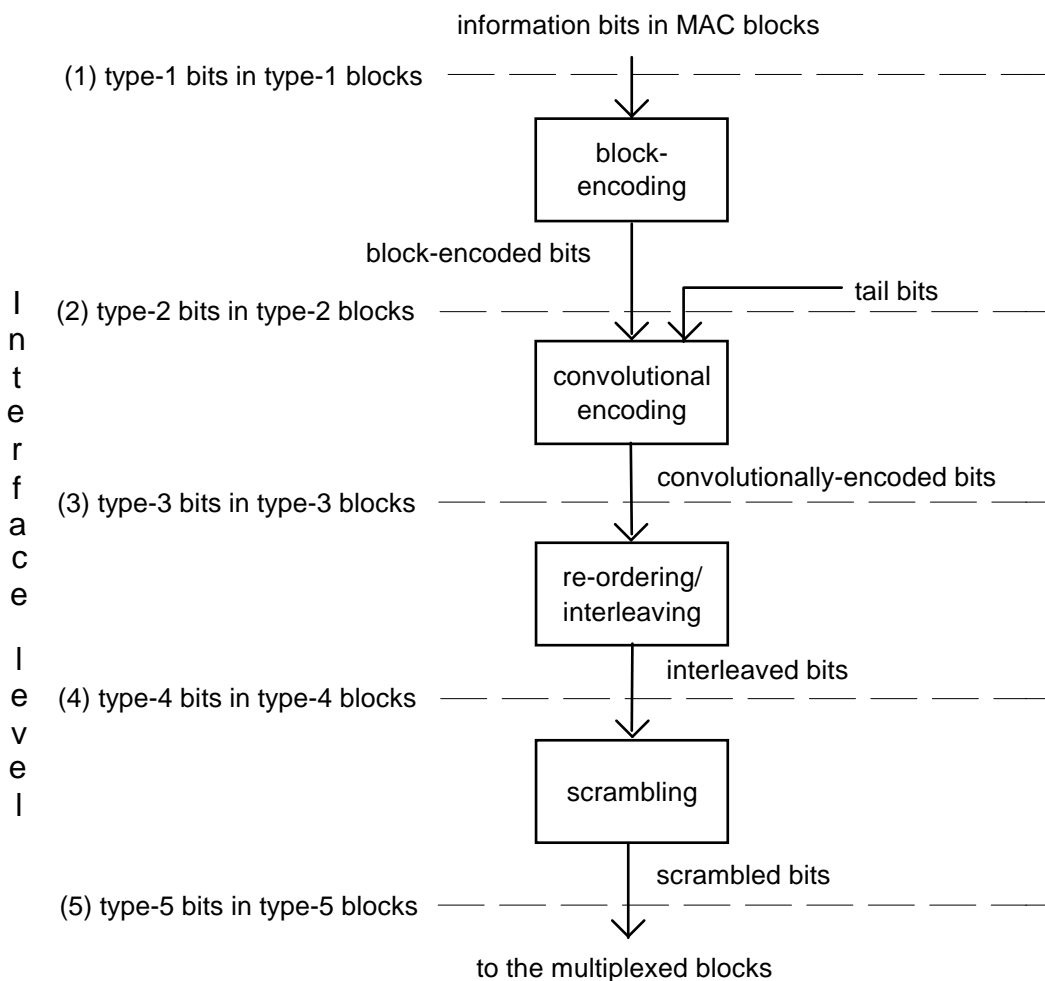 information bits in MAC blocks
(1) type-1 bits in type-1 blocks
block-
encoding
block-encoded bits
tail bits
(2) type-2 bits in type-2 blocks
convolutional
encoding
convolutionally-encoded bits
(3) type-3 bits in type-3 blocks
re-ordering/
interleaving
interleaved bits
(4) type-4 bits in type-4 blocks
scrambling
scrambled bits
(5) type-5 bits in type-5 blocks
to the multiplexed blocks
Interface level